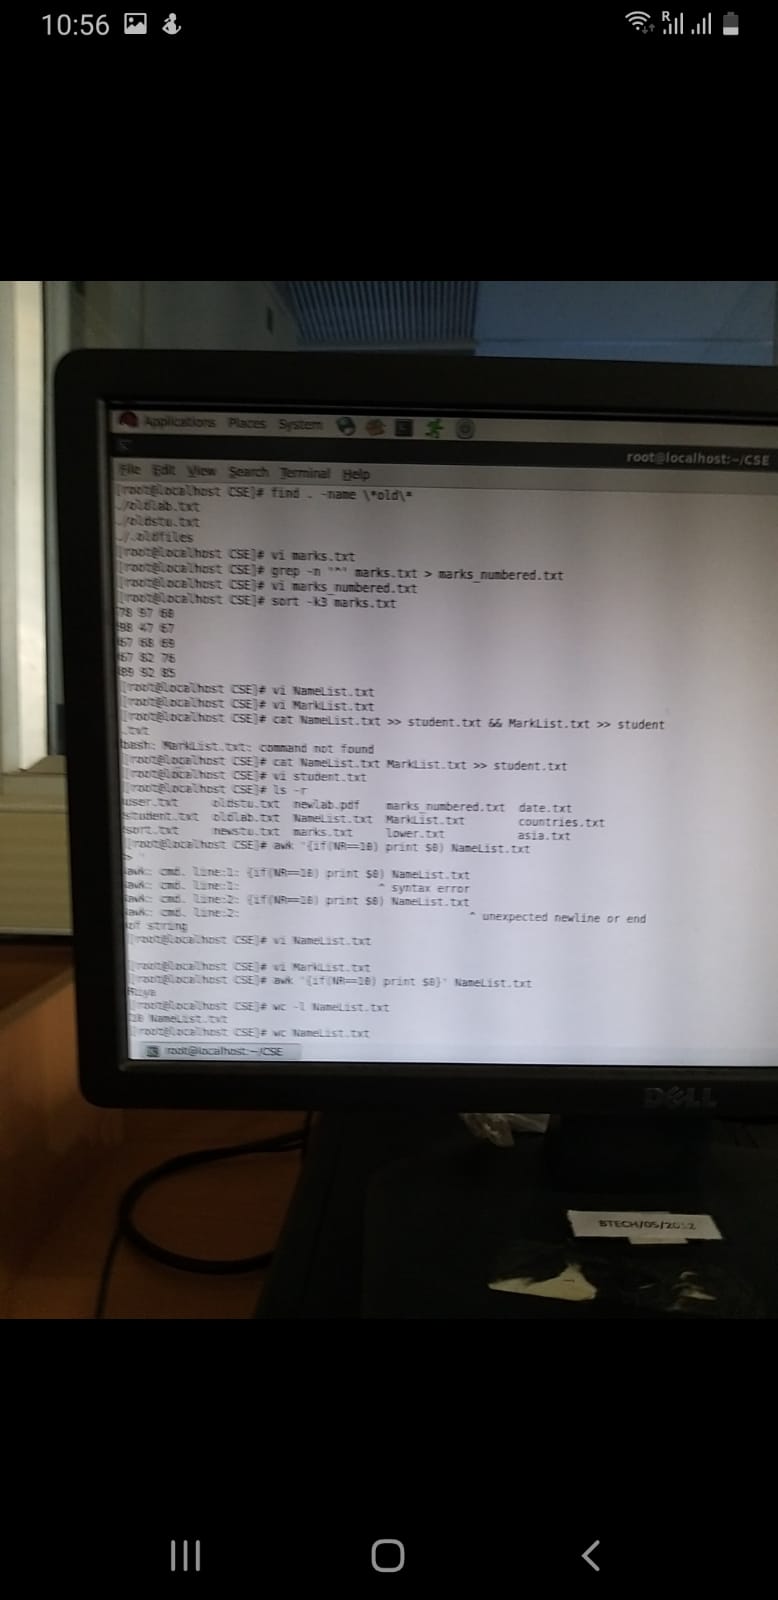 10:56
Applications Places System
root@localhost:~/CSE
File Edit View Search Terminal Help
[root@localhost CSE]# find . -name \*old\*
./oldlab.txt
./oldstu.txt
./.oldfiles
[root@localhost CSE]# vi marks.txt
[root@localhost CSE]# grep -n '^' marks.txt > marks_numbered.txt
[root@localhost CSE]# vi marks_numbered.txt
[root@localhost CSE]# sort -k3 marks.txt
78 57 68
98 47 67
67 68 69
67 82 76
89 92 85
[root@localhost CSE]# vi NameList.txt
[root@localhost CSE]# vi MarkList.txt
[root@localhost CSE]# cat NameList.txt >> student.txt && MarkList.txt >> student
.txt
bash: MarkList.txt: command not found
[root@localhost CSE]# cat NameList.txt MarkList.txt >> student.txt
[root@localhost CSE]# vi student.txt
[root@localhost CSE]# ls -r
user.txt oldstu.txt newlab.pdf marks_numbered.txt date.txt
student.txt oldlab.txt NameList.txt MarkList.txt countries.txt
sort.txt newstu.txt marks.txt lower.txt asia.txt
[root@localhost CSE]# awk '{if(NR==10) print $0) NameList.txt
> '
awk: cmd. line:1: {if(NR==10) print $0) NameList.txt
awk: cmd. line:1: ^ syntax error
awk: cmd. line:2: {if(NR==10) print $0) NameList.txt
awk: cmd. line:2: ^ unexpected newline or end
of string
[root@localhost CSE]# vi NameList.txt
[root@localhost CSE]# vi MarkList.txt
[root@localhost CSE]# awk '{if(NR==10) print $0}' NameList.txt
[root@localhost CSE]# wc -l NameList.txt
NameList.txt
[root@localhost CSE]# wc NameList.txt
root@localhost:~/CSE
DELL